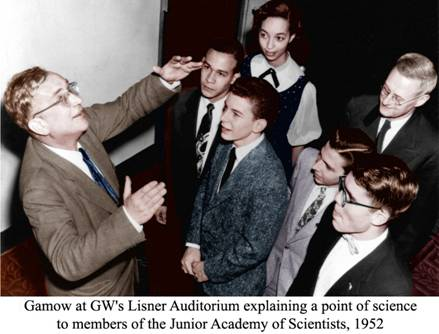 Gamow at GW's Lisner Auditorium explaining a point of science
to members of the Junior Academy of Scientists, 1952